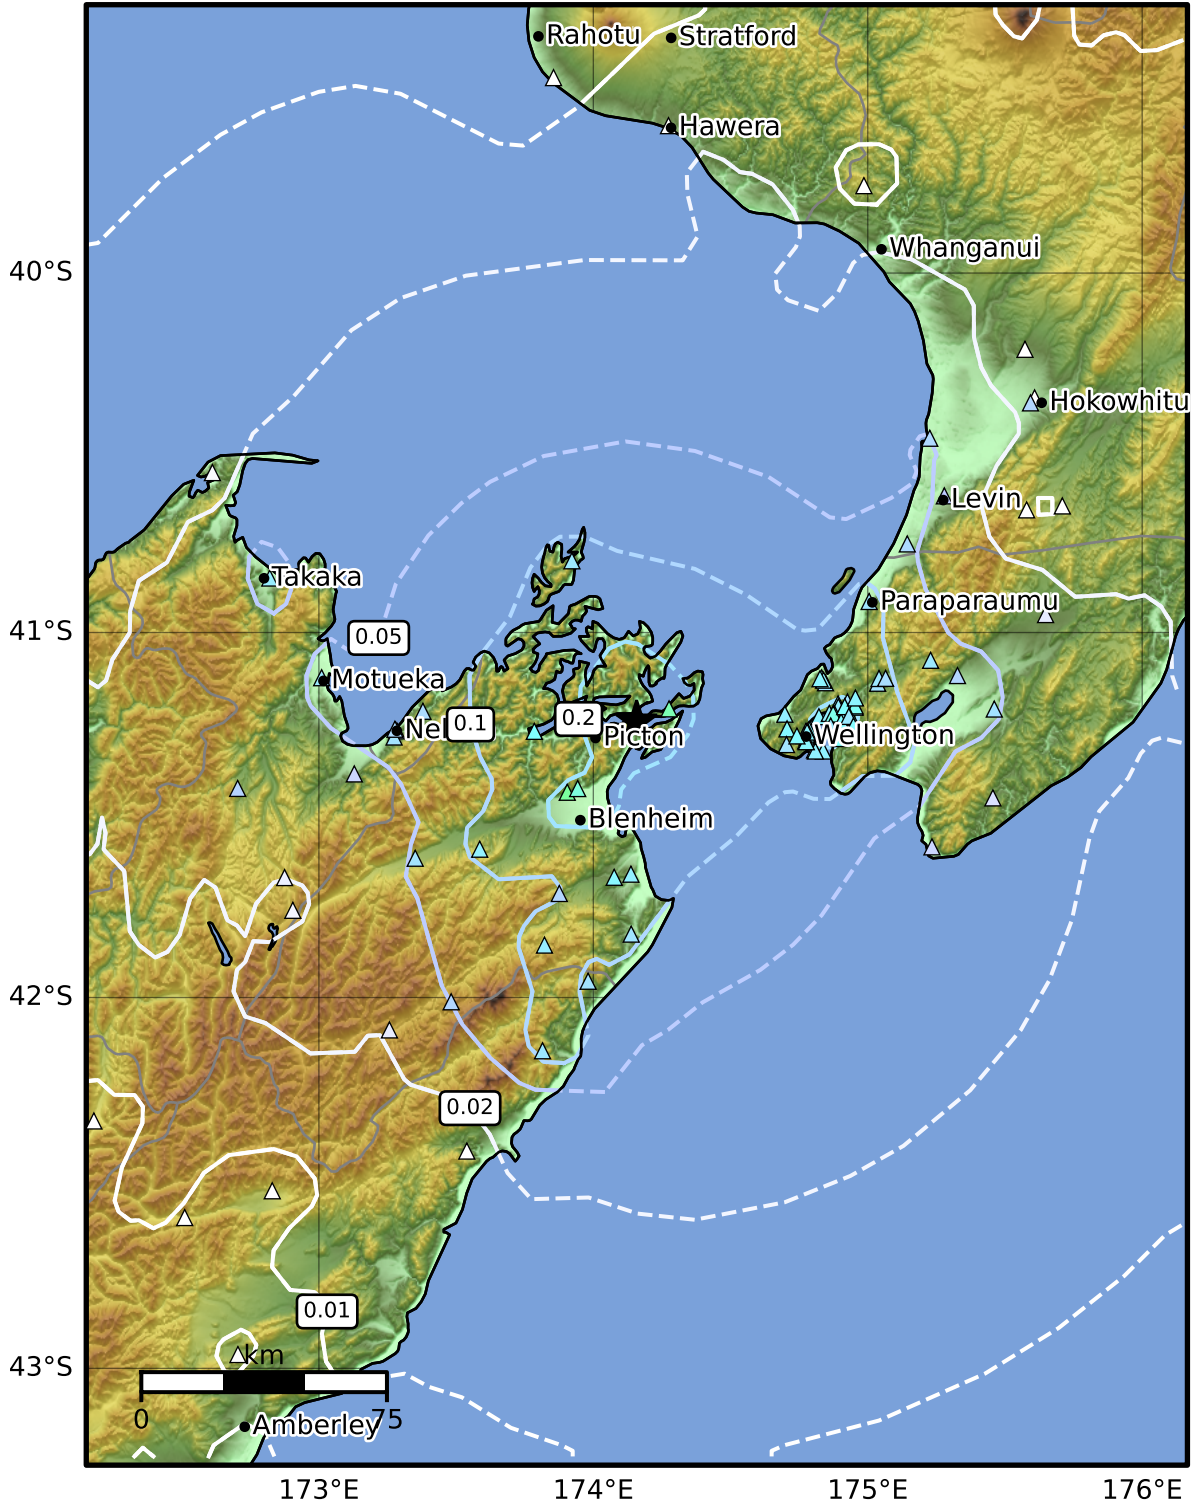 Rahotu
Stratford
Hawera
Whanganui
40°S
Hokowhitu
Levin
Takaka
Paraparaumu
41°S
0.05
Motueka
Nel
0.1
0.2
Picton
Wellington
Blenheim
42°S
0.02
0.01
km
43°S
0
75
Amberley
173°E
174°E
175°E
176°E